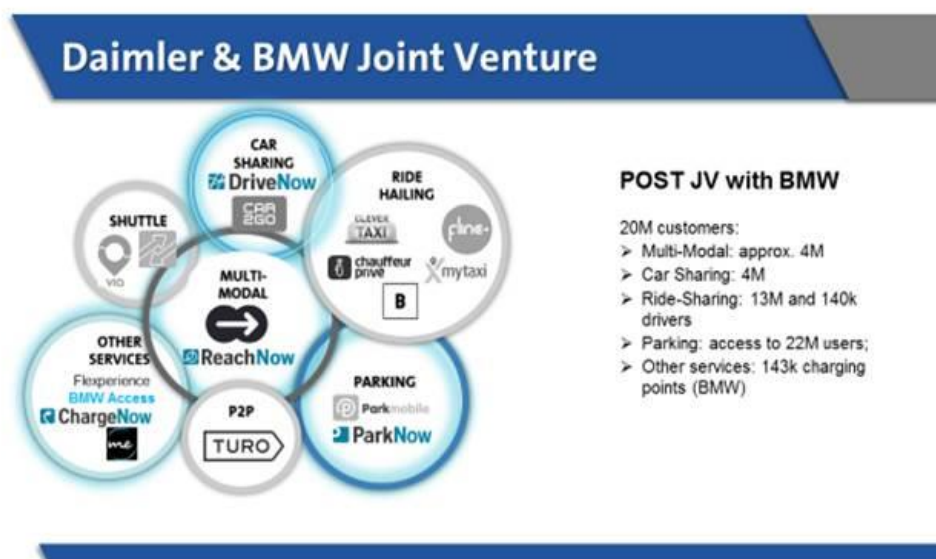 Daimler & BMW Joint Venture
CAR
SHARING
DriveNow
CAR
2GO
RIDE
HAILING
CLEVER
TAXI
chauffeur
privé
mytaxi
B
SHUTTLE
VIA
MULTI-
MODAL
ReachNow
OTHER
SERVICES
Flexperience
BMW Access
ChargeNow
me
P2P
TURO
PARKING
Parkmobile
ParkNow
POST JV with BMW
20M customers:
➢ Multi-Modal: approx. 4M
➢ Car Sharing: 4M
➢ Ride-Sharing: 13M and 140k
drivers
➢ Parking: access to 22M users;
➢ Other services: 143k charging
points (BMW)